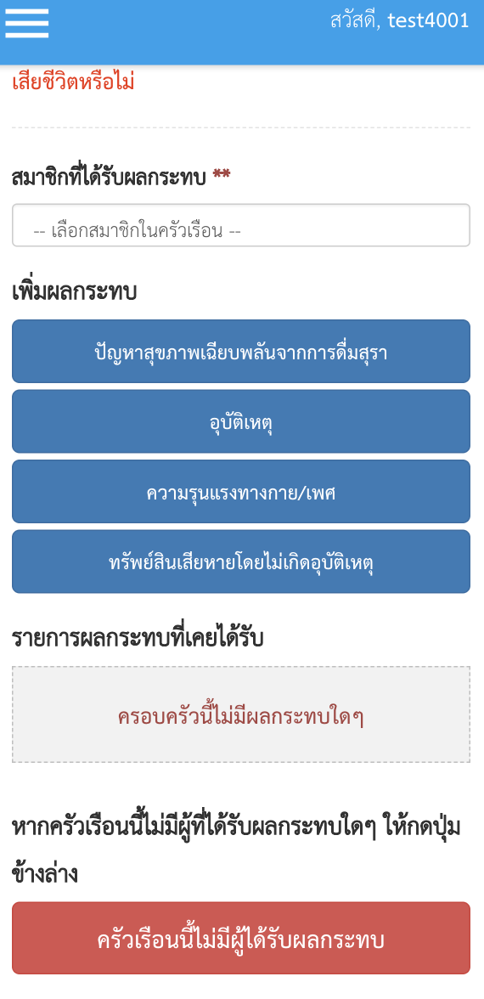 สวัสดี, test4001
เสียชีวิตหรือไม่
สมาชิกที่ได้รับผลกระทบ **
-- เลือกสมาชิกในครัวเรือน --
เพิ่มผลกระทบ
ปัญหาสุขภาพเฉียบพลันจากการดื่มสุรา
อุบัติเหตุ
ความรุนแรงทางกาย/เพศ
ทรัพย์สินเสียหายโดยไม่เกิดอุบัติเหตุ
รายการผลกระทบที่เคยได้รับ
ครอบครัวนี้ไม่มีผลกระทบใดๆ
หากครัวเรือนนี้ไม่มีผู้ที่ได้รับผลกระทบใดๆ ให้กดปุ่ม
ข้างล่าง
ครัวเรือนนี้ไม่มีผู้ได้รับผลกระทบ